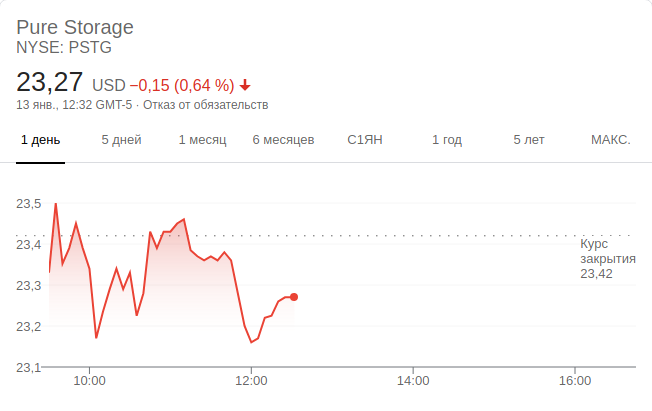 Pure Storage
NYSE: PSTG
23,27 USD −0,15 (0,64 %)
13 янв., 12:32 GMT-5 · Отказ от обязательств
1 день 5 дней 1 месяц 6 месяцев С1ЯН 1 год 5 лет МАКС.
23,5
23,4
23,3
23,2
23,1
Курс
закрытия
23,42
10:00 12:00 14:00 16:00